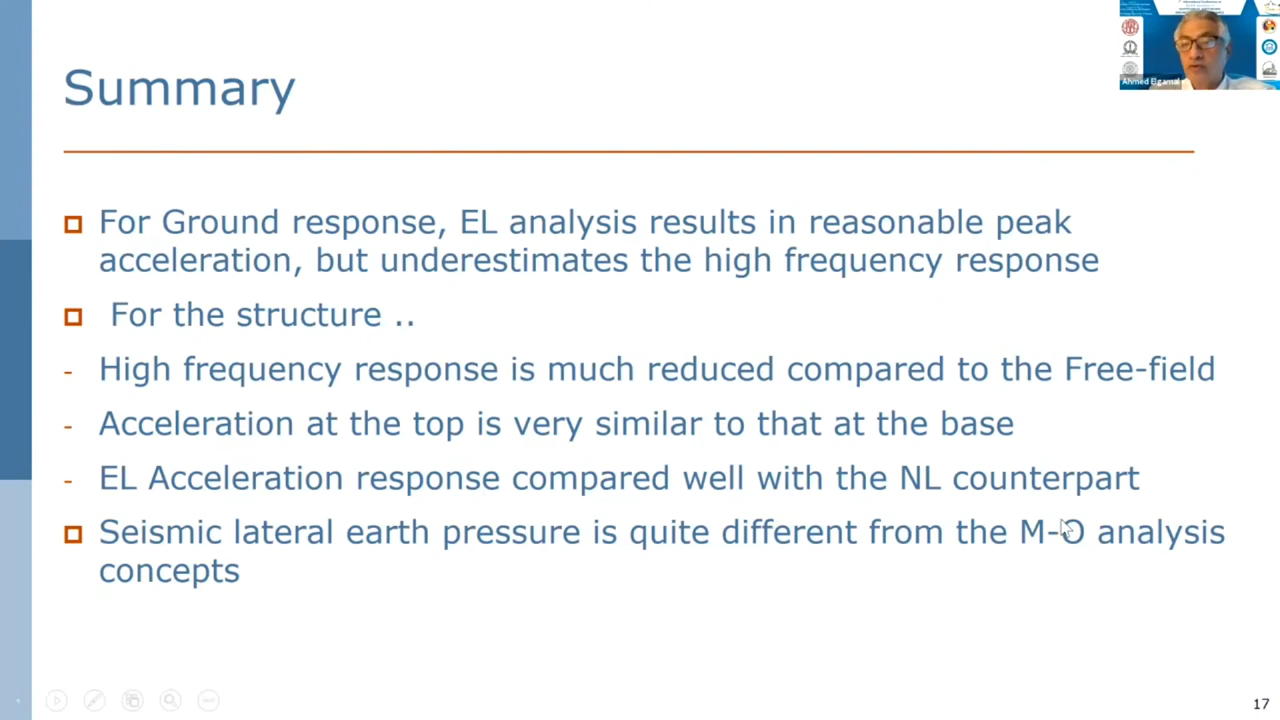 Summary
For Ground response, EL analysis results in reasonable peak
acceleration, but underestimates the high frequency response
For the structure ..
- High frequency response is much reduced compared to the Free-field
- Acceleration at the top is very similar to that at the base
- EL Acceleration response compared well with the NL counterpart
Seismic lateral earth pressure is quite different from the M-O analysis
concepts
Ahmed Elgamal
17